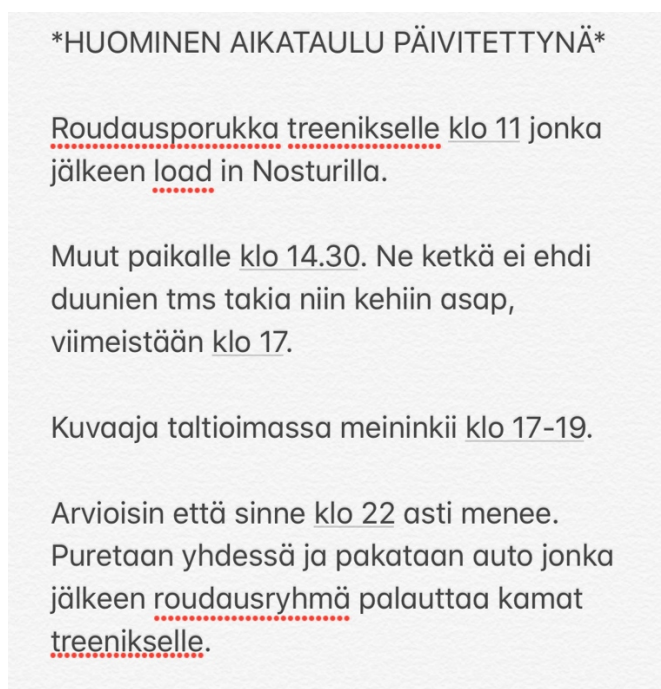 *HUOMINEN AIKATAULU PÄIVITETTYNÄ*
Roudausporukka treenikselle klo 11 jonka
jälkeen load in Nosturilla.
Muut paikalle klo 14.30. Ne ketkä ei ehdi
duunien tms takia niin kehiin asap,
viimeistään klo 17.
Kuvaaja taltioimassa meininkii klo 17-19.
Arvioisin että sinne klo 22 asti menee.
Puretaan yhdessä ja pakataan auto jonka
jälkeen roudausryhmä palauttaa kamat
treenikselle.